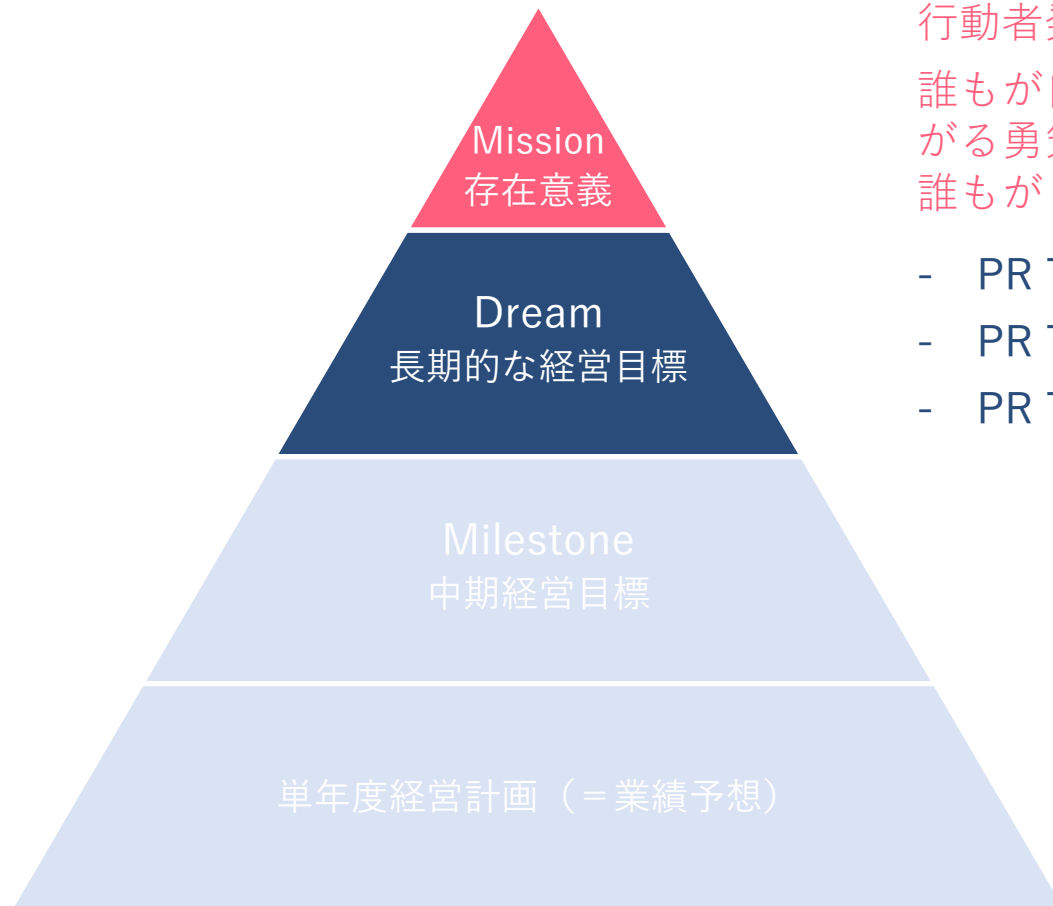 Mission
存在意義
Dream
長期的な経営目標
Milestone
中期経営目標
単年度経営計画（＝業績予想）
行動者
誰もが
がる勇
誰もが
- PR
- PR
- PR